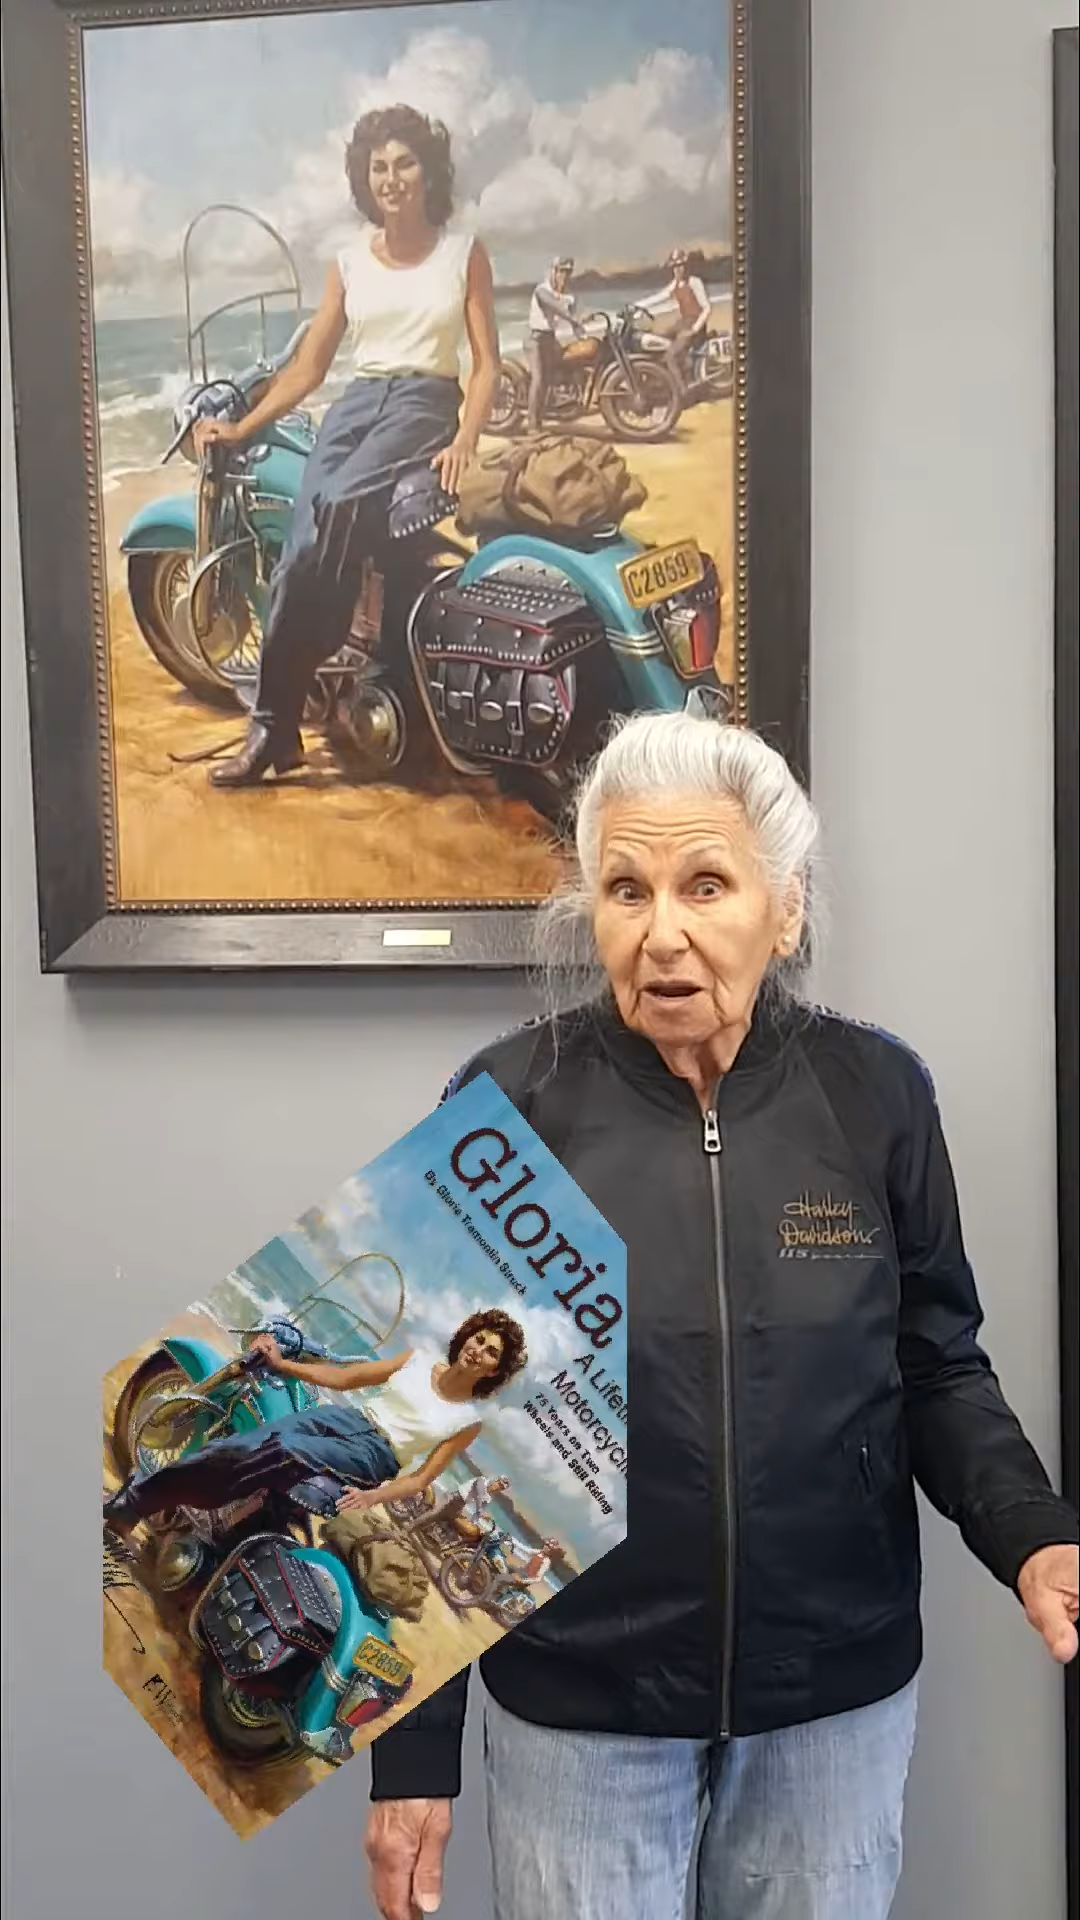 C2859
Gloria
By Gloria Tramontin Struck
A
Motorcycl
75 Years on Two
Wheels and Still Riding
C2859
Harley-
Davidson
115